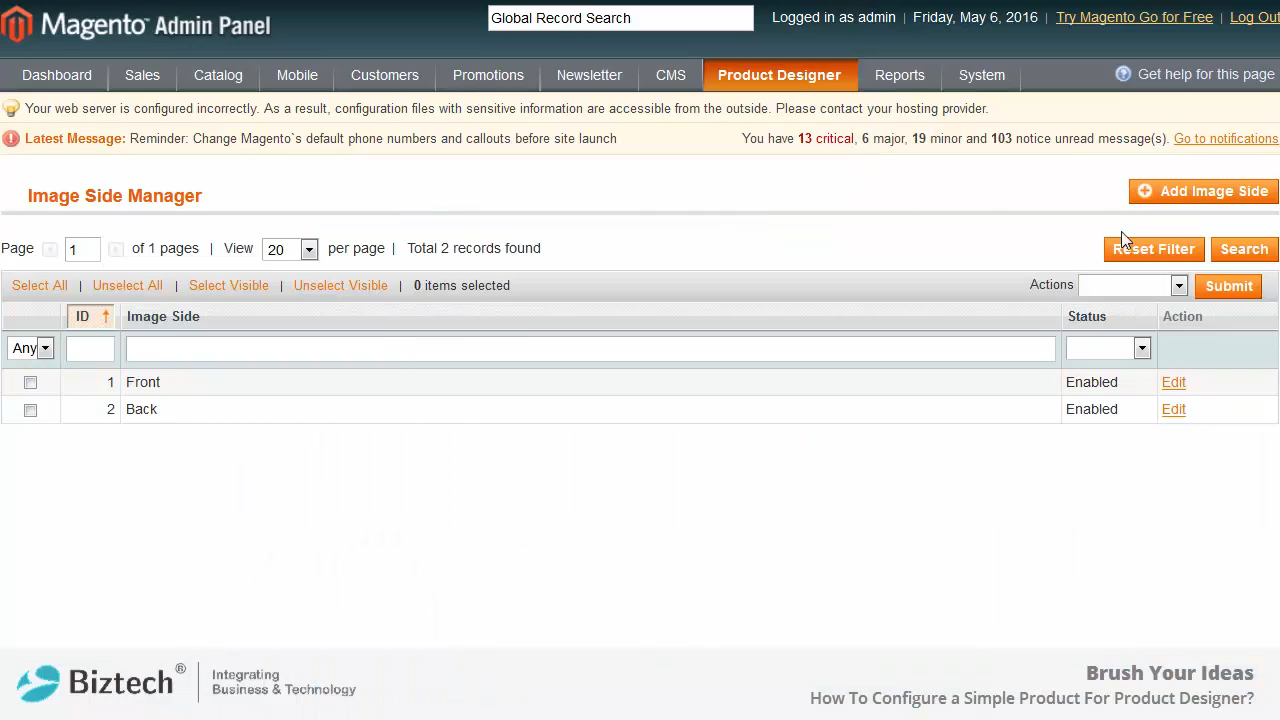 Magento Admin Panel
Global Record Search
Logged in as admin | Friday, May 6, 2016 | Try Magento Go for Free | Log Out
Dashboard Sales Catalog Mobile Customers Promotions Newsletter CMS Product Designer Reports System Get help for this page
Your web server is configured incorrectly. As a result, configuration files with sensitive information are accessible from the outside. Please contact your hosting provider.
Latest Message: Reminder: Change Magento`s default phone numbers and callouts before site launch You have 13 critical, 6 major, 19 minor and 103 notice unread message(s). Go to notifications
Image Side Manager
Add Image Side
Page 1 of 1 pages | View 20 per page | Total 2 records found
Reset Filter Search
Select All | Unselect All | Select Visible | Unselect Visible | 0 items selected Actions Submit
ID Image Side Status Action
Any
1 Front Enabled Edit
2 Back Enabled Edit
Biztech®
Integrating
Business & Technology
Brush Your Ideas
How To Configure a Simple Product For Product Designer?